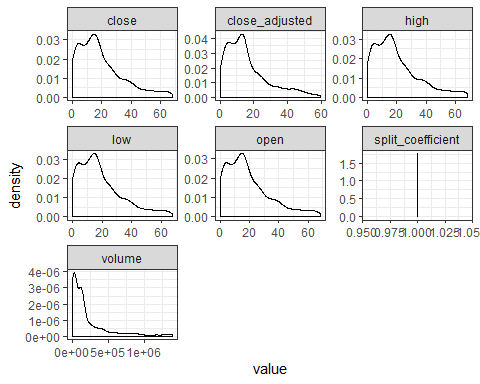 close
close_adjusted
high
0.03
0.02
0.01
0.00
0.04
0.03
0.02
0.01
0.00
0.03
0.02
0.01
0.00
0 20 40 60
0 20 40 60
0 20 40 60
low
open
split_coefficient
0.03
0.02
0.01
0.00
0.03
0.02
0.01
0.00
1.5
1.0
0.5
0.0
0 20 40 60
0 20 40 60
0.950 0.975 1.000 1.025 1.05
volume
4e-06
3e-06
2e-06
1e-06
0e+00
0e+005e+051e+06
density
value